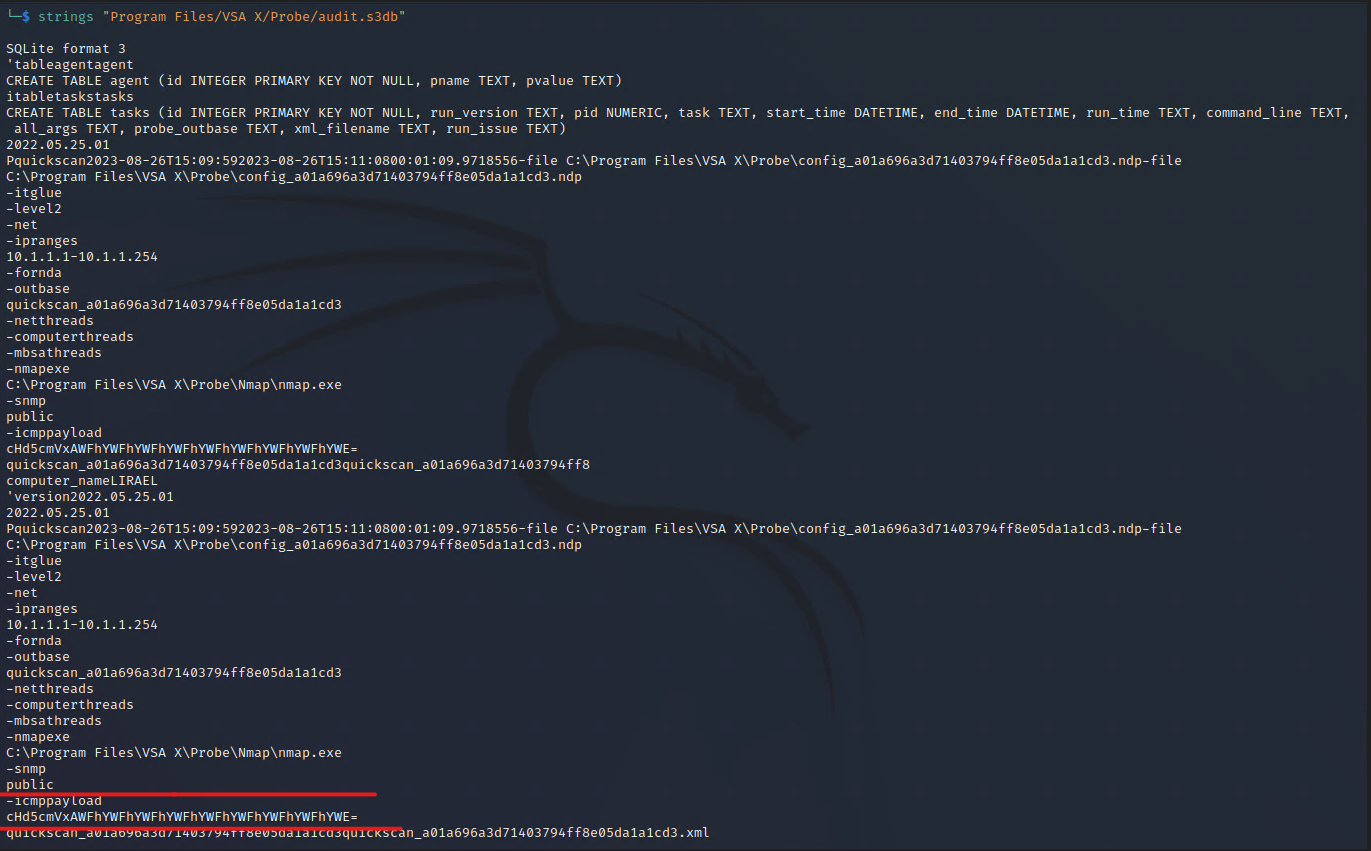 └─$ strings "Program Files/VSA X/Probe/audit.s3db"
SQLite format 3
'tableagentagent
CREATE TABLE agent (id INTEGER PRIMARY KEY NOT NULL, pname TEXT, pvalue TEXT)
itabletaskstasks
CREATE TABLE tasks (id INTEGER PRIMARY KEY NOT NULL, run_version TEXT, pid NUMERIC, task TEXT, start_time DATETIME, end_time DATETIME, run_time TEXT, command_line TEXT,
all_args TEXT, probe_outbase TEXT, xml_filename TEXT, run_issue TEXT)
2022.05.25.01
Pquickscan2023-08-26T15:09:592023-08-26T15:11:0800:01:09.9718556-file C:\Program Files\VSA X\Probe\config_a01a696a3d71403794ff8e05da1a1cd3.ndp-file
C:\Program Files\VSA X\Probe\config_a01a696a3d71403794ff8e05da1a1cd3.ndp
-itglue
-level2
-net
-ipranges
10.1.1.1-10.1.1.254
-fornda
-outbase
quickscan_a01a696a3d71403794ff8e05da1a1cd3
-netthreads
-computerthreads
-mbsathreads
-nmapexe
C:\Program Files\VSA X\Probe\Nmap\nmap.exe
-snmp
public
-icmppayload
cHd5cmVxAWFhYWFhYWFhYWFhYWFhYWFhYWFhYWFhYWE=
quickscan_a01a696a3d71403794ff8e05da1a1cd3quickscan_a01a696a3d71403794ff8
computer_nameLIRAEL
'version2022.05.25.01
2022.05.25.01
Pquickscan2023-08-26T15:09:592023-08-26T15:11:0800:01:09.9718556-file C:\Program Files\VSA X\Probe\config_a01a696a3d71403794ff8e05da1a1cd3.ndp-file
C:\Program Files\VSA X\Probe\config_a01a696a3d71403794ff8e05da1a1cd3.ndp
-itglue
-level2
-net
-ipranges
10.1.1.1-10.1.1.254
-fornda
-outbase
quickscan_a01a696a3d71403794ff8e05da1a1cd3
-netthreads
-computerthreads
-mbsathreads
-nmapexe
C:\Program Files\VSA X\Probe\Nmap\nmap.exe
-snmp
public
-icmppayload
cHd5cmVxAWFhYWFhYWFhYWFhYWFhYWFhYWFhYWFhYWE=
quickscan_a01a696a3d71403794ff8e05da1a1cd3quickscan_a01a696a3d71403794ff8e05da1a1cd3.xml